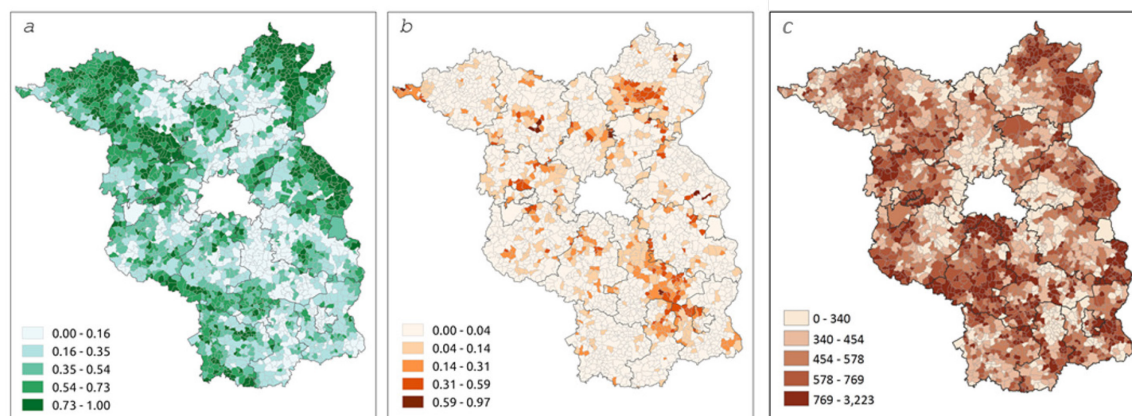 a
0.00 - 0.16
0.16 - 0.35
0.35 - 0.54
0.54 - 0.73
0.73 - 1.00
b
0.00 - 0.04
0.04 - 0.14
0.14 - 0.31
0.31 - 0.59
0.59 - 0.97
c
0 - 340
340 - 454
454 - 578
578 - 769
769 - 3,223